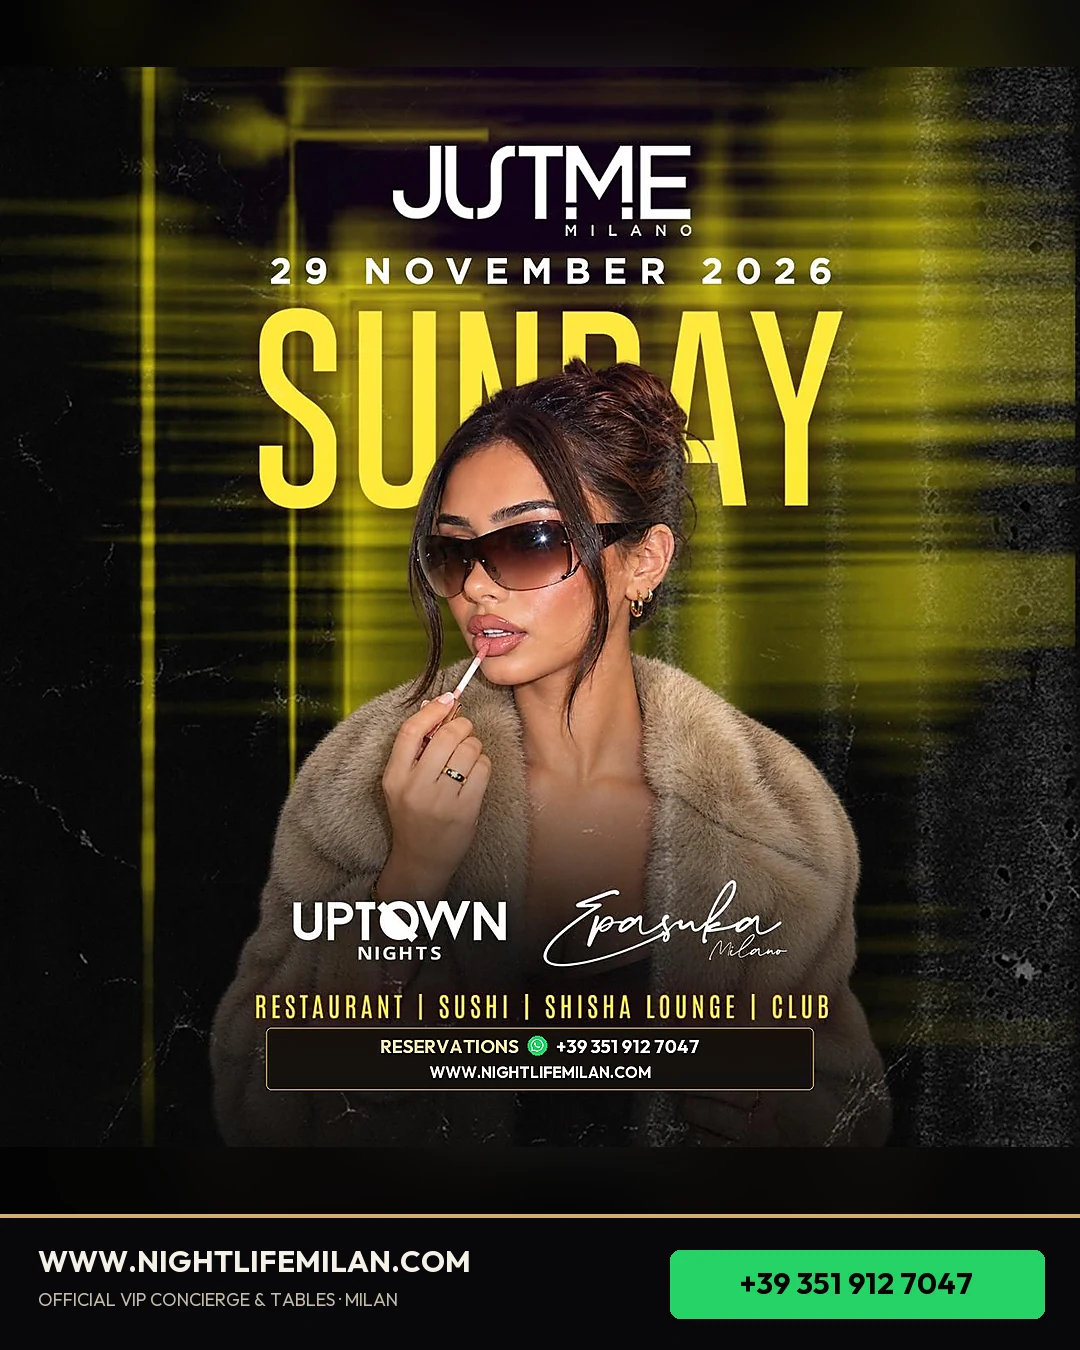 JUSTME
MILANO
29 NOVEMBER 2026
SUNDAY
UPTOWN
NIGHTS
Epasuka
Milano
RESTAURANT | SUSHI | SHISHA LOUNGE | CLUB
RESERVATIONS +39 351 912 7047
WWW.NIGHTLIFEMILAN.COM
WWW.NIGHTLIFEMILAN.COM
OFFICIAL VIP CONCIERGE & TABLES · MILAN
+39 351 912 7047